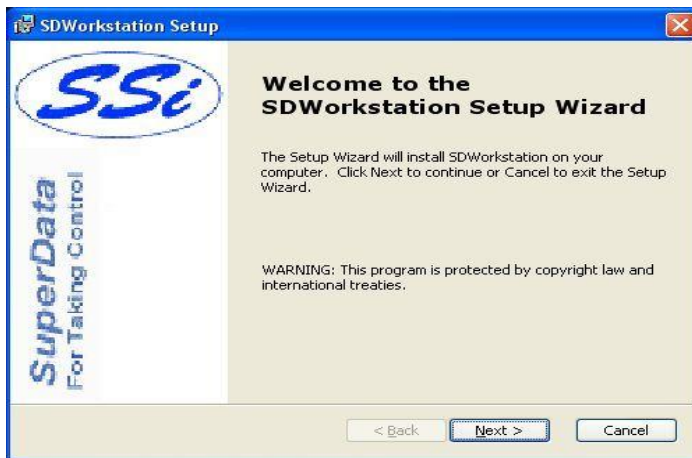 SDWorkstation Setup
SSi
SuperData
For Taking Control
Welcome to the
SDWorkstation Setup Wizard
The Setup Wizard will install SDWorkstation on your
computer. Click Next to continue or Cancel to exit the Setup
Wizard.
WARNING: This program is protected by copyright law and
international treaties.
< Back
Next >
Cancel